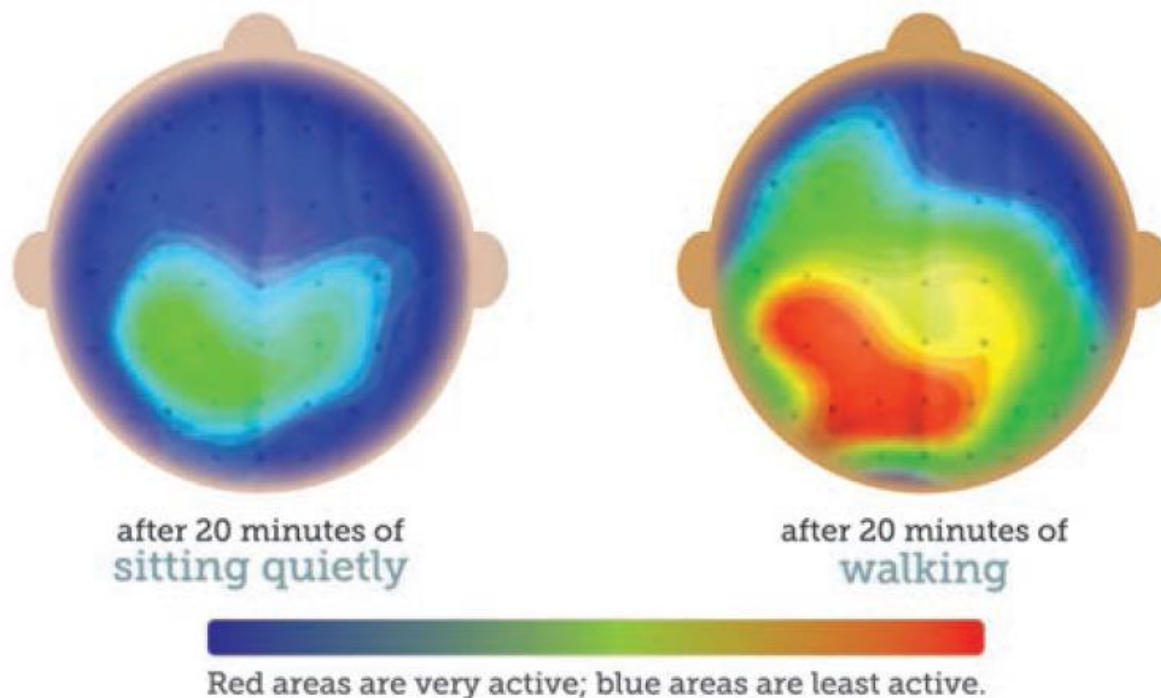 after 20 minutes of
sitting quietly
after 20 minutes of
walking
Red areas are very active; blue areas are least active.